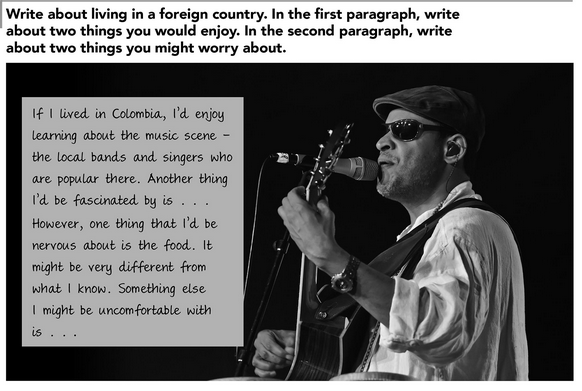 Write about living in a foreign country. In the first paragraph, write
about two things you would enjoy. In the second paragraph, write
about two things you might worry about.
If I lived in Colombia, I'd enjoy
learning about the music scene –
the local bands and singers who
are popular there. Another thing
I'd be fascinated by is . . .
However, one thing that I'd be
nervous about is the food. It
might be very different from
what I know. Something else
I might be uncomfortable with
is . . .